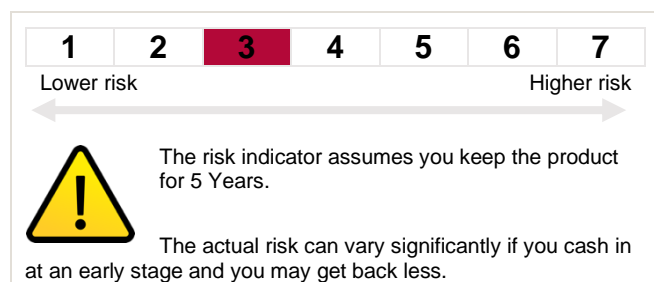 1 2 3 4 5 6 7
Lower risk Higher risk
The risk indicator assumes you keep the product
for 5 Years.
The actual risk can vary significantly if you cash in
at an early stage and you may get back less.